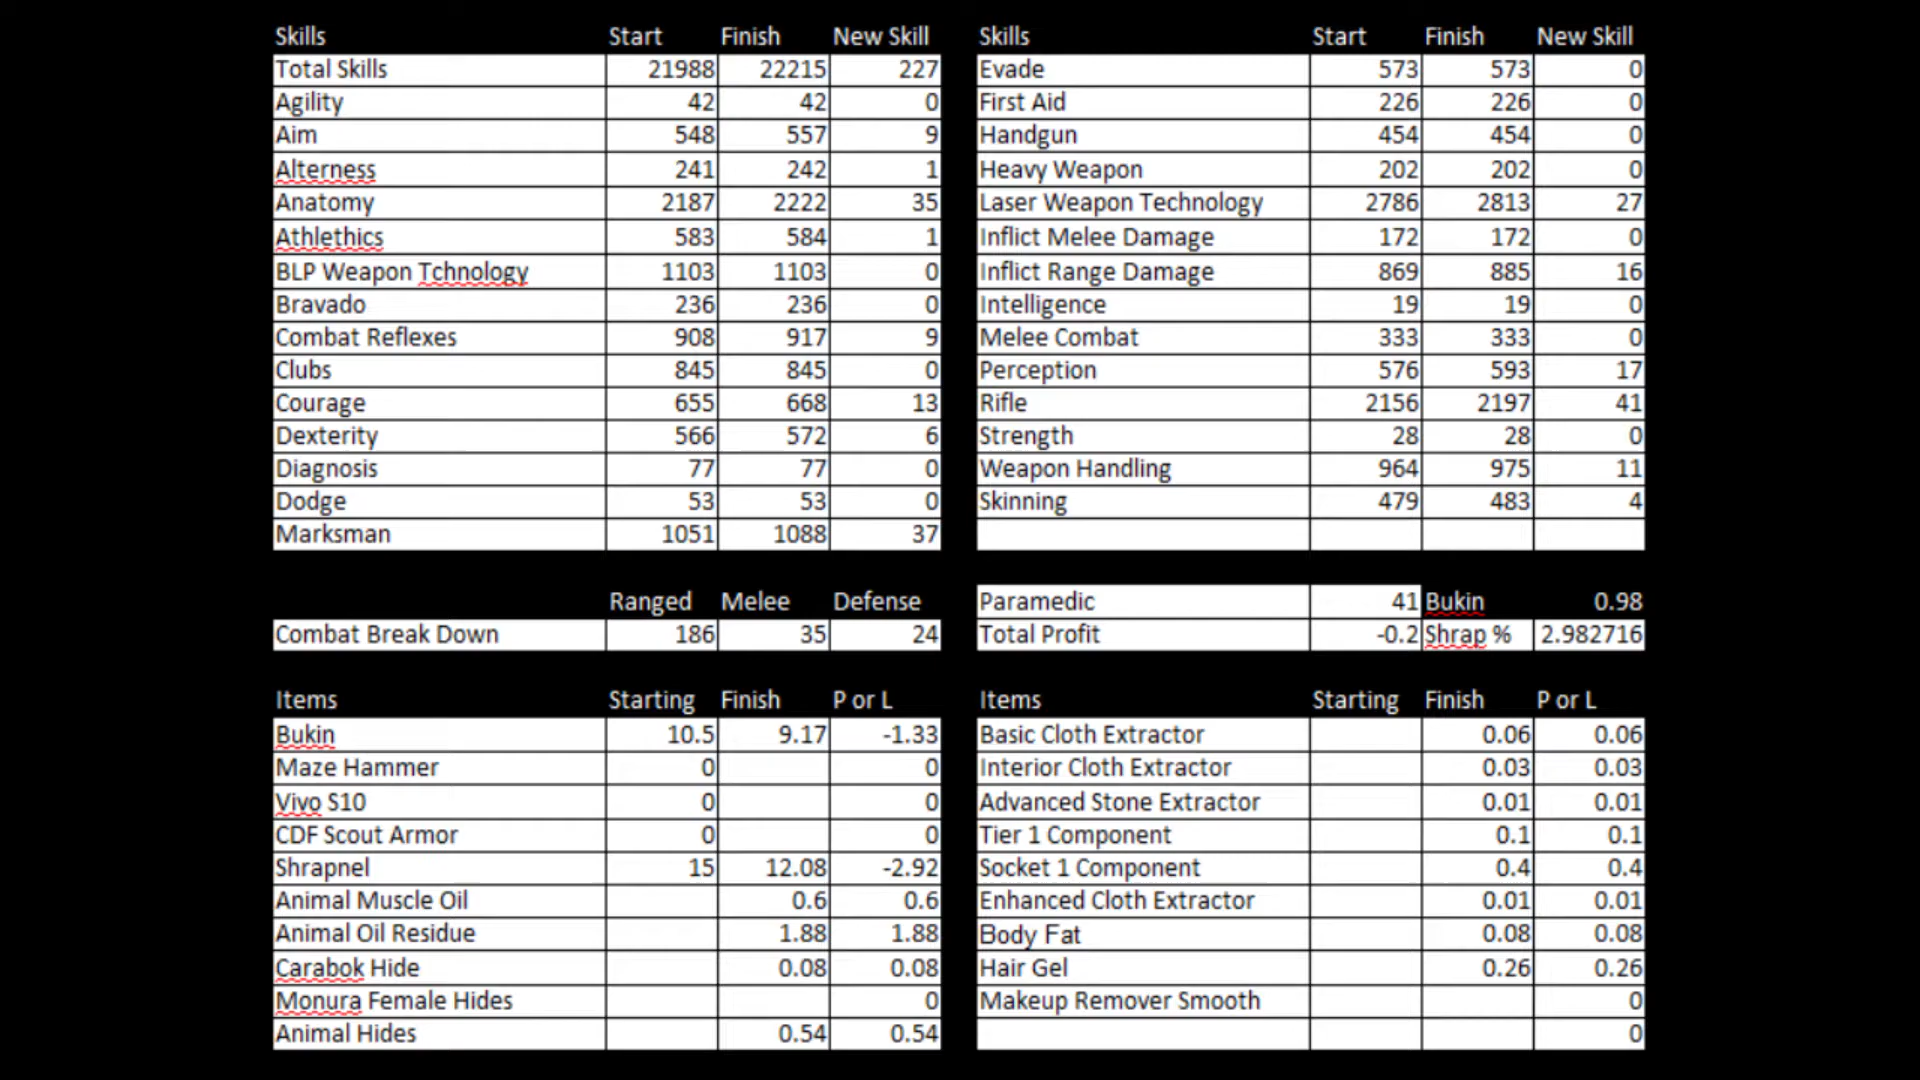 Skills Start Finish New Skill
Total Skills 21988 22215 227
Agility 42 42 0
Aim 548 557 9
Alterness 241 242 1
Anatomy 2187 2222 35
Athlethics 583 584 1
BLP Weapon Tchnology 1103 1103 0
Bravado 236 236 0
Combat Reflexes 908 917 9
Clubs 845 845 0
Courage 655 668 13
Dexterity 566 572 6
Diagnosis 77 77 0
Dodge 53 53 0
Marksman 1051 1088 37
Skills Start Finish New Skill
Evade 573 573 0
First Aid 226 226 0
Handgun 454 454 0
Heavy Weapon 202 202 0
Laser Weapon Technology 2786 2813 27
Inflict Melee Damage 172 172 0
Inflict Range Damage 869 885 16
Intelligence 19 19 0
Melee Combat 333 333 0
Perception 576 593 17
Rifle 2156 2197 41
Strength 28 28 0
Weapon Handling 964 975 11
Skinning 479 483 4
Ranged Melee Defense
Combat Break Down 186 35 24
Paramedic 41 Bukin 0.98
Total Profit -0.2 Shrap % 2.982716
Items Starting Finish P or L
Bukin 10.5 9.17 -1.33
Maze Hammer 0 0
Vivo S10 0 0
CDF Scout Armor 0 0
Shrapnel 15 12.08 -2.92
Animal Muscle Oil 0.6 0.6
Animal Oil Residue 1.88 1.88
Carabok Hide 0.08 0.08
Monura Female Hides 0
Animal Hides 0.54 0.54
Items Starting Finish P or L
Basic Cloth Extractor 0.06 0.06
Interior Cloth Extractor 0.03 0.03
Advanced Stone Extractor 0.01 0.01
Tier 1 Component 0.1 0.1
Socket 1 Component 0.4 0.4
Enhanced Cloth Extractor 0.01 0.01
Body Fat 0.08 0.08
Hair Gel 0.26 0.26
Makeup Remover Smooth 0
0